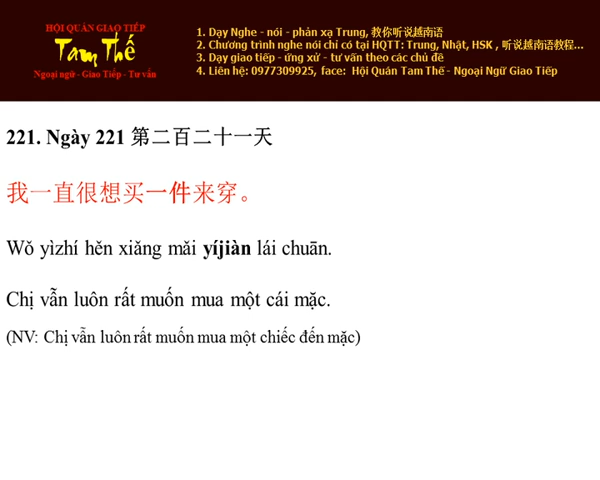 HỘI QUÁN GIAO TIẾP
Tam Thế
Ngoại ngữ - Giao Tiếp - Tư vấn
1. Dạy Nghe - nói - phản xạ Trung, 教你听说越南语
2. Chương trình nghe nói chỉ có tại HQTT: Trung, Nhật, HSK , 听说越南语教程...
3. Dạy giao tiếp - ứng xử - tư vấn theo các chủ đề
4. Liên hệ: 0977309925, face: Hội Quán Tam Thế - Ngoại Ngữ Giao Tiếp
221. Ngày 221 第二百二十一天
我一直很想买一件来穿。
Wǒ yìzhí hěn xiǎng mǎi yíjiàn lái chuān.
Chị vẫn luôn rất muốn mua một cái mặc.
(NV: Chị vẫn luôn rất muốn mua một chiếc đến mặc)